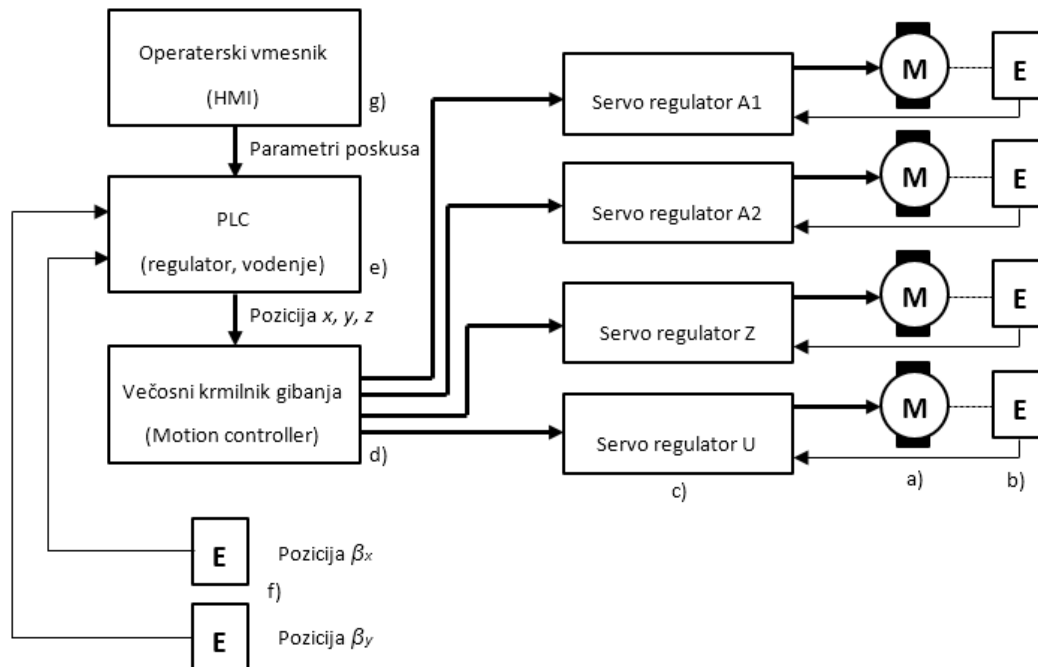 Operaterski vmesnik
(HMI)
g)
Parametri poskusa
PLC
(regulator, vodenje)
e)
Pozicija x, y, z
Večosni krmilnik gibanja
(Motion controller)
d)
Servo regulator A1
M
E
Servo regulator A2
M
E
Servo regulator Z
M
E
Servo regulator U
M
E
c)
a)
b)
E
Pozicija βx
f)
E
Pozicija βy